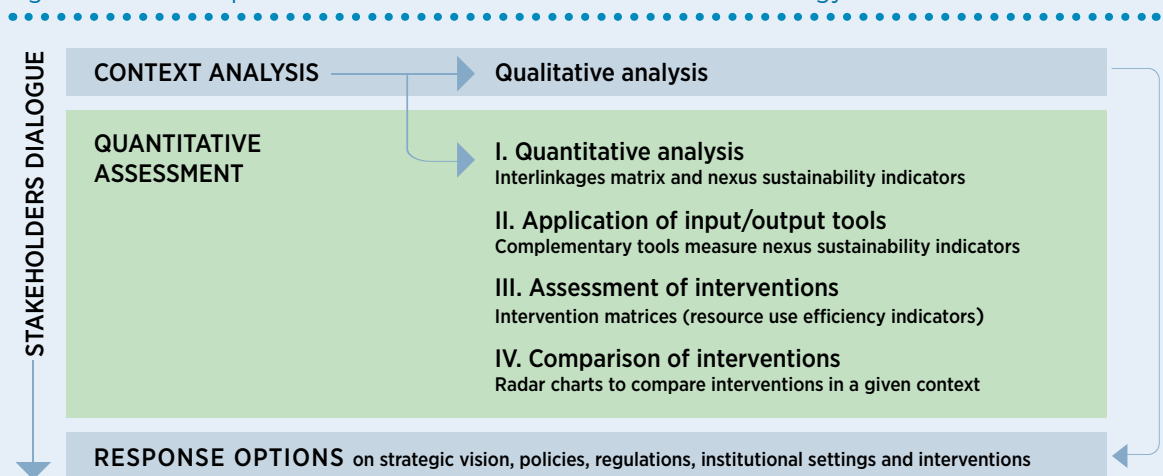 STAKEHOLDERS DIALOGUE
CONTEXT ANALYSIS
Qualitative analysis
QUANTITATIVE
ASSESSMENT
I. Quantitative analysis
Interlinkages matrix and nexus sustainability indicators
II. Application of input/output tools
Complementary tools measure nexus sustainability indicators
III. Assessment of interventions
Intervention matrices (resource use efficiency indicators)
IV. Comparison of interventions
Radar charts to compare interventions in a given context
RESPONSE OPTIONS on strategic vision, policies, regulations, institutional settings and interventions